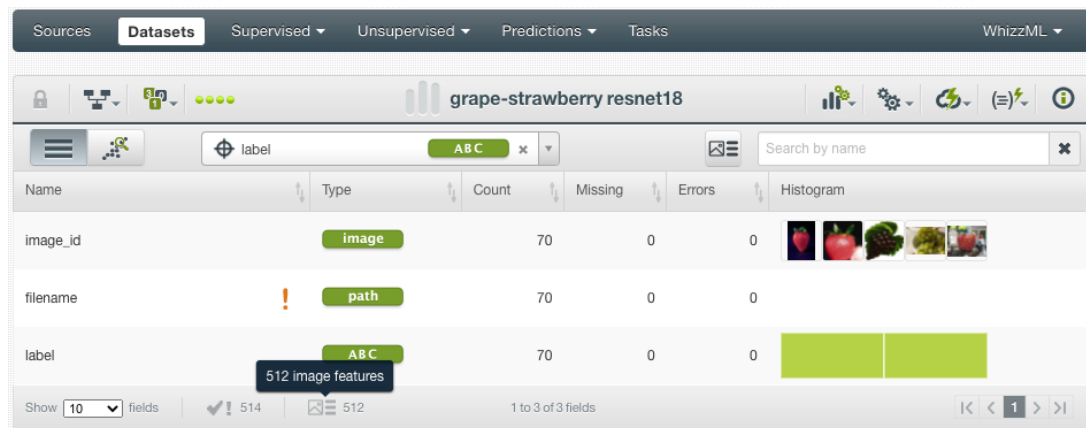 Sources Datasets Supervised Unsupervised Predictions Tasks WhizzML
grape-strawberry resnet18
label ABC Search by name
Name Type Count Missing Errors Histogram
image_id image 70 0 0
filename path 70 0 0
label ABC 70 0 0
512 image features
Show 10 fields 514 512 1 to 3 of 3 fields 1